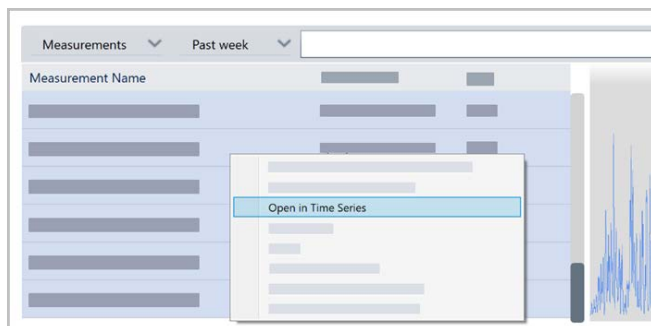 Measurements
Past week
Measurement Name
Open in Time Series